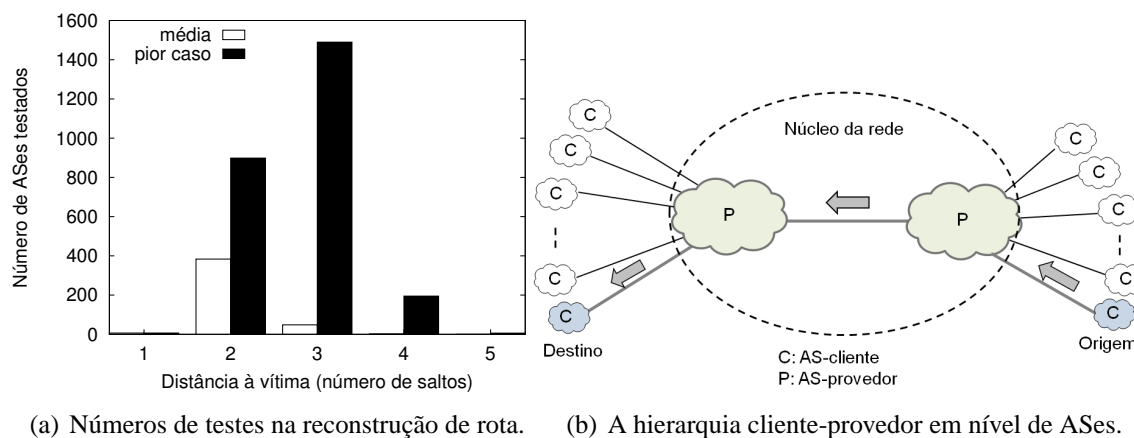 1600
1400
1200
1000
800
600
400
200
0
Número de ASes testados
média
pior caso
1 2 3 4 5
Distância à vítima (número de saltos)
Núcleo da rede
C
C
C
C
C
P
P
C
C
C
C
C
Destino
Origem
C: AS-cliente
P: AS-provedor
(a) Números de testes na reconstrução de rota.
(b) A hierarquia cliente-provedor em nível de ASes.